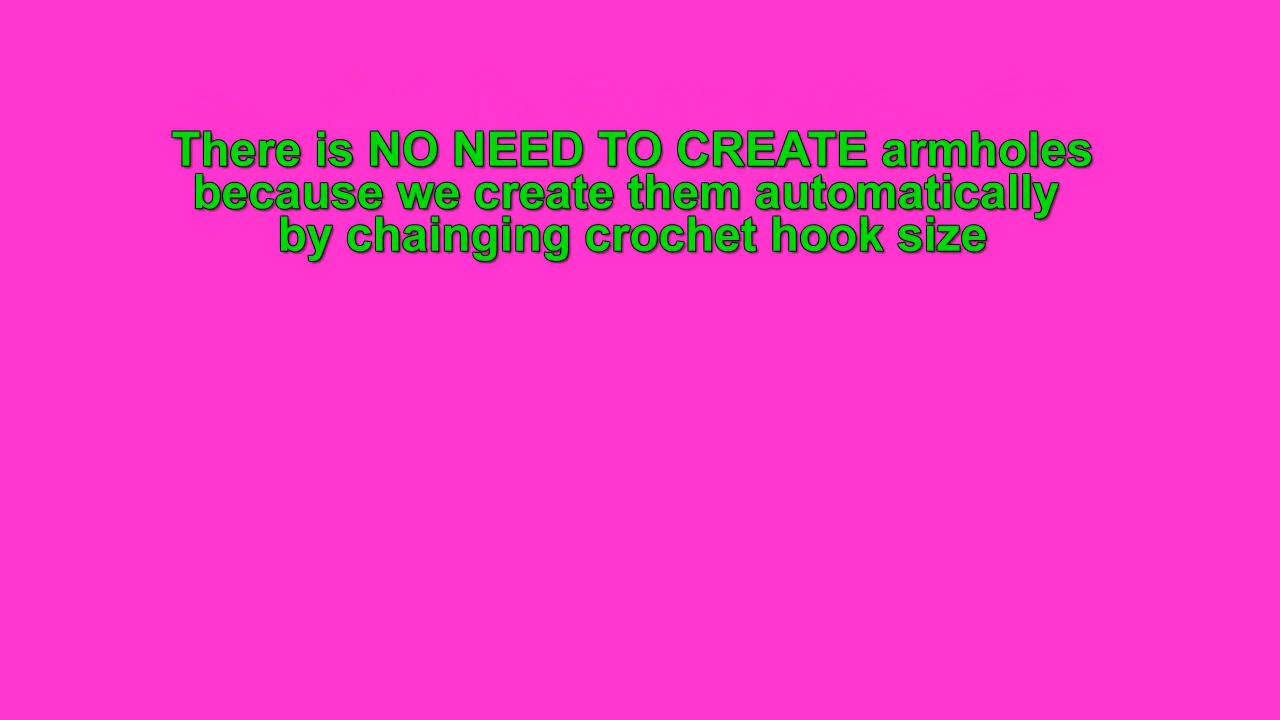 There is NO NEED TO CREATE armholes
because we create them automatically
by chainging crochet hook size